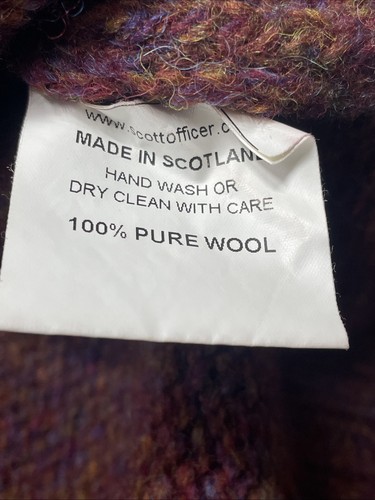 www.scottofficer.c
MADE IN SCOTLAN
HAND WASH OR
DRY CLEAN WITH CARE
100% PURE WOOL